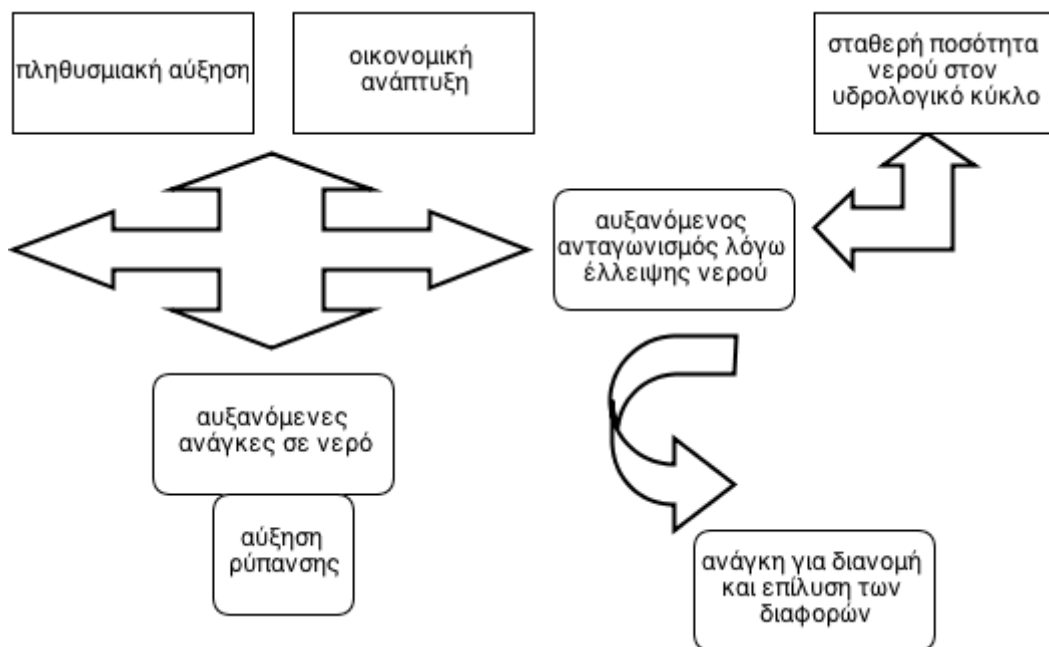 πληθυσμιακή αύξηση
οικονομική
ανάπτυξη
σταθερή ποσότητα
νερού στον
υδρολογικό κύκλο
αυξανόμενος
ανταγωνισμός λόγω
έλλειψης νερού
αυξανόμενες
ανάγκες σε νερό
αύξηση
ρύπανσης
ανάγκη για διανομή
και επίλυση των
διαφορών